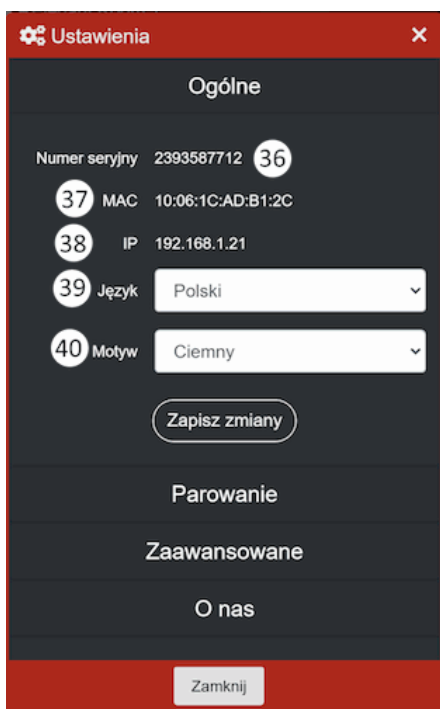 Ustawienia ×
Ogólne
Numer seryjny 2393587712 36
37 MAC 10:06:1C:AD:B1:2C
38 IP 192.168.1.21
39 Język Polski
40 Motyw Ciemny
Zapisz zmiany
Parowanie
Zaawansowane
O nas
Zamknij